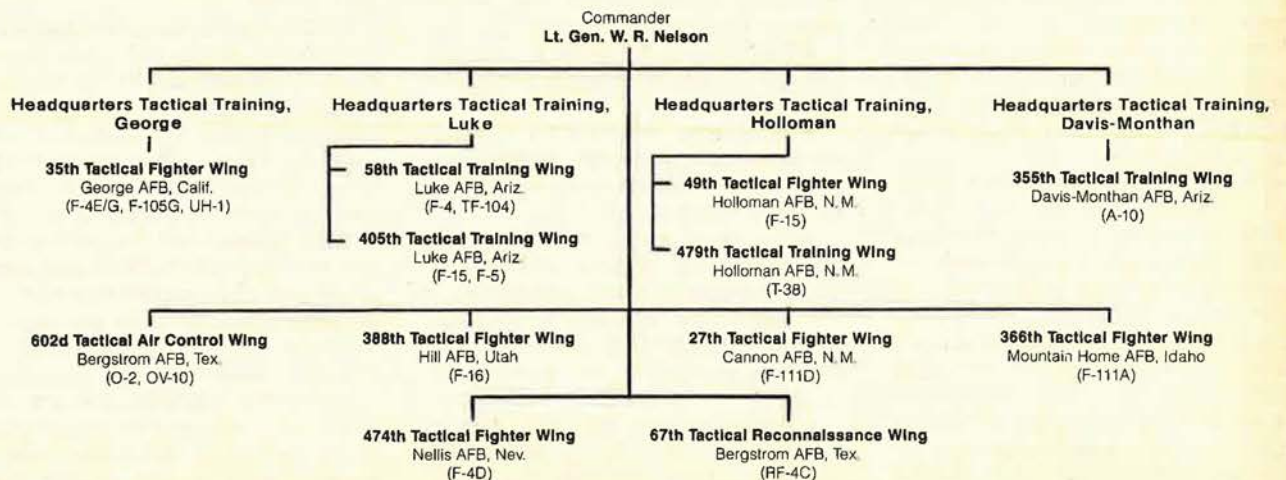 Commander
Lt. Gen. W. R. Nelson
Headquarters Tactical Training,
George
Headquarters Tactical Training,
Luke
Headquarters Tactical Training,
Holloman
Headquarters Tactical Training,
Davis-Monthan
35th Tactical Fighter Wing
George AFB, Calif.
(F-4E/G, F-105G, UH-1)
58th Tactical Training Wing
Luke AFB, Ariz.
(F-4, TF-104)
405th Tactical Training Wing
Luke AFB, Ariz.
(F-15, F-5)
49th Tactical Fighter Wing
Holloman AFB, N.M.
(F-15)
479th Tactical Training Wing
Holloman AFB, N.M.
(T-38)
355th Tactical Training Wing
Davis-Monthan AFB, Ariz.
(A-10)
602d Tactical Air Control Wing
Bergstrom AFB, Tex.
(O-2, OV-10)
388th Tactical Fighter Wing
Hill AFB, Utah
(F-16)
27th Tactical Fighter Wing
Cannon AFB, N.M.
(F-111D)
366th Tactical Fighter Wing
Mountain Home AFB, Idaho
(F-111A)
474th Tactical Fighter Wing
Nellis AFB, Nev.
(F-4D)
67th Tactical Reconnaissance Wing
Bergstrom AFB, Tex.
(RF-4C)